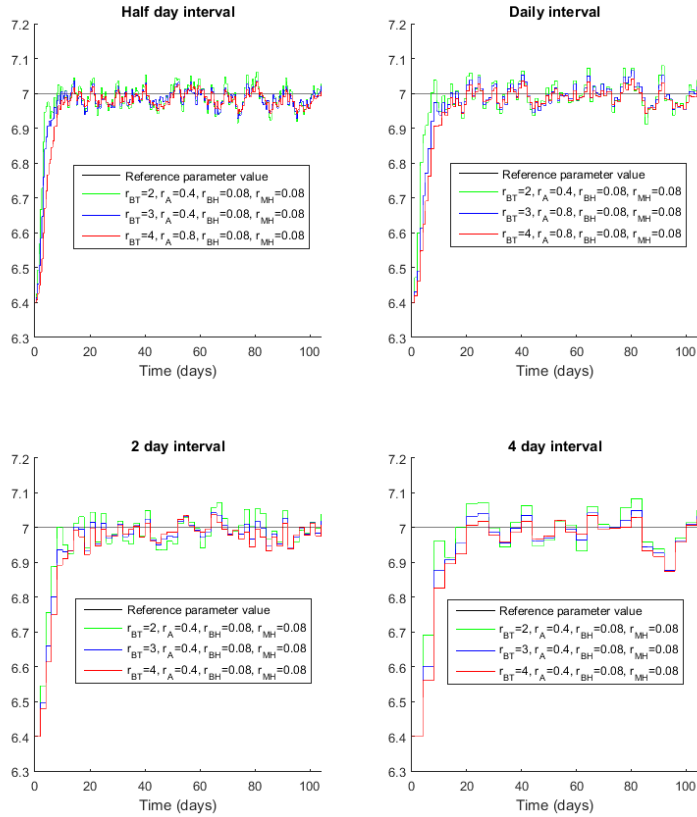 Half day interval
7.2
7.1
7
6.9
6.8
6.7
6.6
6.5
6.4
6.3
Reference parameter value
r_BT=2, r_A=0.4, r_BH=0.08, r_MH=0.08
r_BT=3, r_A=0.4, r_BH=0.08, r_MH=0.08
r_BT=4, r_A=0.8, r_BH=0.08, r_MH=0.08
0 20 40 60 80 100
Time (days)
Daily interval
7.2
7.1
7
6.9
6.8
6.7
6.6
6.5
6.4
6.3
Reference parameter value
r_BT=2, r_A=0.4, r_BH=0.08, r_MH=0.08
r_BT=3, r_A=0.8, r_BH=0.08, r_MH=0.08
r_BT=4, r_A=0.8, r_BH=0.08, r_MH=0.08
0 20 40 60 80 100
Time (days)
2 day interval
7.2
7.1
7
6.9
6.8
6.7
6.6
6.5
6.4
6.3
Reference parameter value
r_BT=2, r_A=0.4, r_BH=0.08, r_MH=0.08
r_BT=3, r_A=0.4, r_BH=0.08, r_MH=0.08
r_BT=4, r_A=0.4, r_BH=0.08, r_MH=0.08
0 20 40 60 80 100
Time (days)
4 day interval
7.2
7.1
7
6.9
6.8
6.7
6.6
6.5
6.4
6.3
Reference parameter value
r_BT=2, r_A=0.4, r_BH=0.08, r_MH=0.08
r_BT=3, r_A=0.4, r_BH=0.08, r_MH=0.08
r_BT=4, r_A=0.4, r_BH=0.08, r_MH=0.08
0 20 40 60 80 100
Time (days)